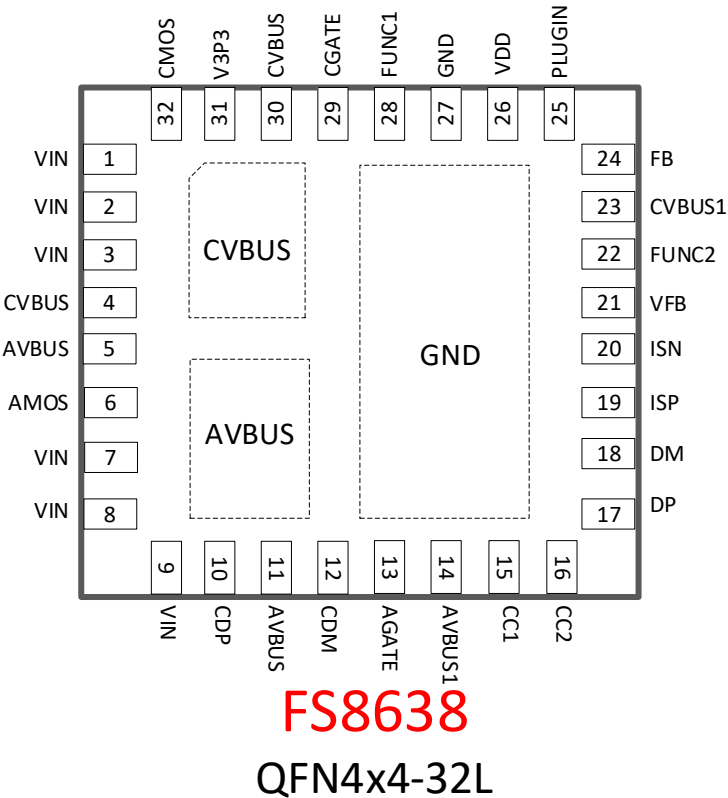 CMOS V3P3 CVBUS CGATE FUNC1 GND VDD PLUGIN
32 31 30 29 28 27 26 25
VIN 1 24 FB
VIN 2 23 CVBUS1
VIN 3 CVBUS 22 FUNC2
CVBUS 4 21 VFB
AVBUS 5 GND 20 ISN
AMOS 6 19 ISP
AVBUS
VIN 7 18 DM
VIN 8 17 DP
9 10 11 12 13 14 15 16
VIN CDP AVBUS CDM AGATE AVBUS1 CC1 CC2
FS8638
QFN4x4-32L